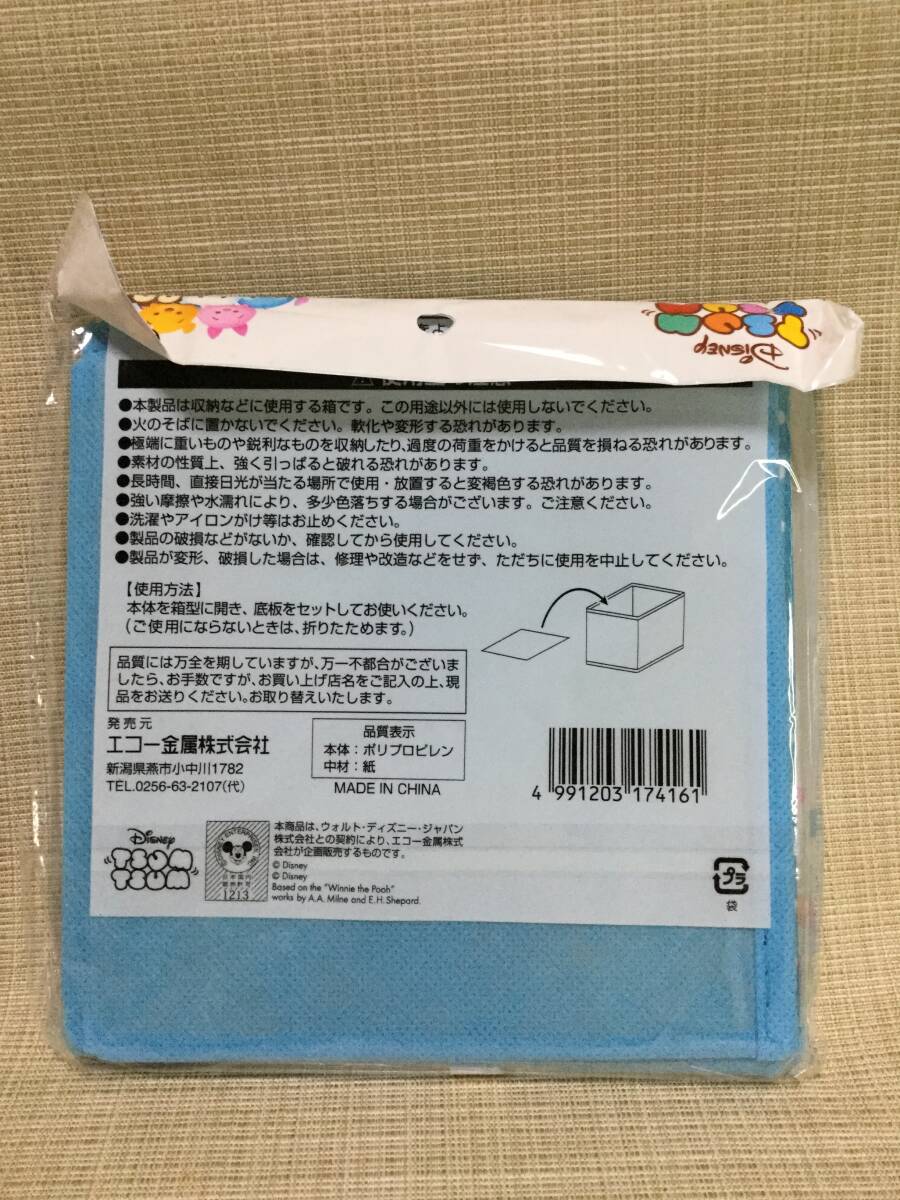 DISNEY
TSUM TSUM
●本製品は収納などに使用する箱です。この用途以外には使用しないでください。
●火のそばに置かないでください。軟化や変形する恐れがあります。
●極端に重いものや鋭利なものを収納したり、過度の荷重をかけると品質を損ねる恐れがあります。
●素材の性質上、強く引っぱると破れる恐れがあります。
●長時間、直接日光が当たる場所で使用・放置すると変褪色する恐れがあります。
●強い摩擦や水濡れにより、多少色落ちする場合がございます。ご注意ください。
●洗濯やアイロンがけ等はお止めください。
●製品の破損などがないか、確認してから使用してください。
●製品が変形、破損した場合は、修理や改造などをせず、ただちに使用を中止してください。
【使用方法】
本体を箱型に開き、底板をセットしてお使いください。
(ご使用にならないときは、折りたためます。)
品質には万全を期していますが、万一不都合がございま
したら、お手数ですが、お買い上げ店名をご記入の上、現
品をお送りください。お取り替えいたします。
発売元
エコー金属株式会社
新潟県燕市小中川1782
TEL.0256-63-2107(代)
品質表示
本体:ポリプロピレン
中材:紙
MADE IN CHINA
4 991203 174161
DISNEY
TSUM
TSUM
1213
本商品は、ウォルト・ディズニー・ジャパン
株式会社との契約により、エコー金属株式
会社が企画販売するものです。
© Disney
© Disney
Based on the "Winnie the Pooh"
works by A.A. Milne and E.H. Shepard.
プラ
袋